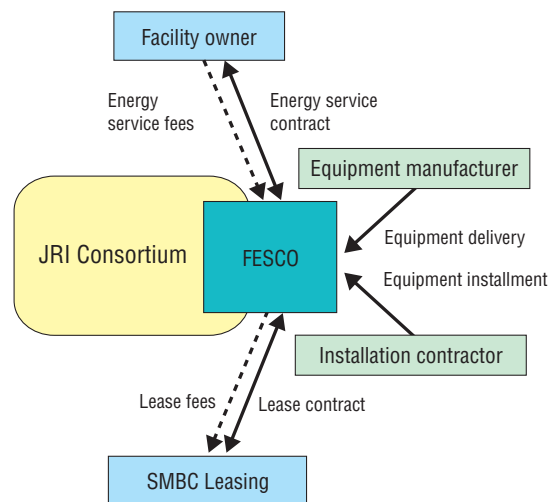 Facility owner
Energy
service fees
Energy service
contract
Equipment manufacturer
JRI Consortium
FESCO
Equipment delivery
Equipment installment
Installation contractor
Lease fees
Lease contract
SMBC Leasing